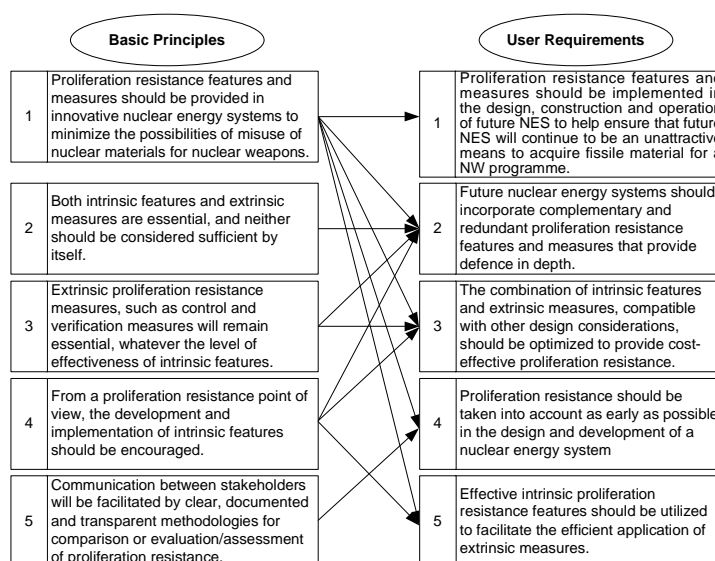 Basic Principles
User Requirements
1
Proliferation resistance features and
measures should be provided in
innovative nuclear energy systems to
minimize the possibilities of misuse of
nuclear materials for nuclear weapons.
2
Both intrinsic features and extrinsic
measures are essential, and neither
should be considered sufficient by
itself.
3
Extrinsic proliferation resistance
measures, such as control and
verification measures will remain
essential, whatever the level of
effectiveness of intrinsic features.
4
From a proliferation resistance point of
view, the development and
implementation of intrinsic features
should be encouraged.
5
Communication between stakeholders
will be facilitated by clear, documented
and transparent methodologies for
comparison or evaluation/assessment
of proliferation resistance.
1
Proliferation resistance features and
measures should be implemented in
the design, construction and operation
of future NES to help ensure that future
NES will continue to be an unattractive
means to acquire fissile material for a
NW programme.
2
Future nuclear energy systems should
incorporate complementary and
redundant proliferation resistance
features and measures that provide
defence in depth.
3
The combination of intrinsic features
and extrinsic measures, compatible
with other design considerations,
should be optimized to provide cost-
effective proliferation resistance.
4
Proliferation resistance should be
taken into account as early as possible
in the design and development of a
nuclear energy system
5
Effective intrinsic proliferation
resistance features should be utilized
to facilitate the efficient application of
extrinsic measures.